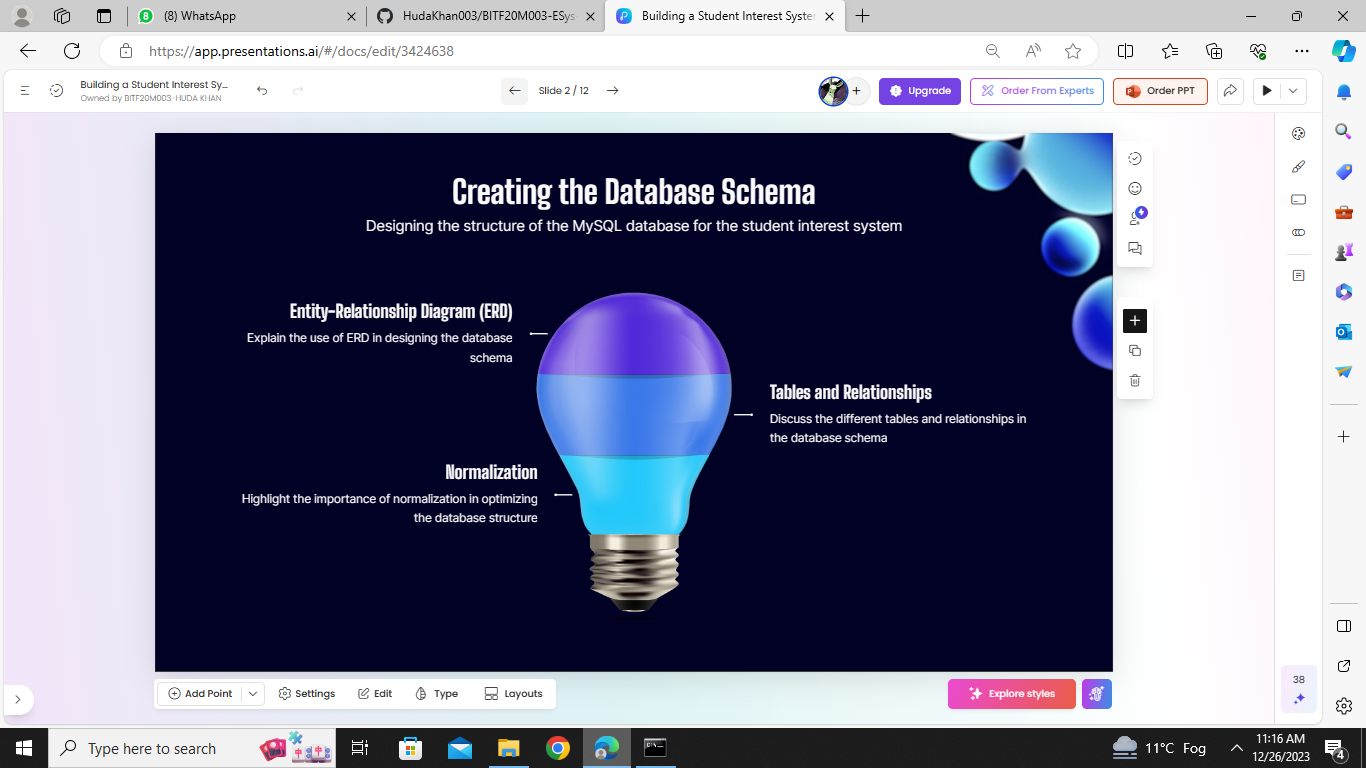 (8) WhatsApp
HudaKhan003/BITF20M003-ESys
Building a Student Interest Syster
https://app.presentations.ai/#/docs/edit/3424638
Building a Student Interest Sy...
Owned by BITF20M003-HUDA KHAN
Slide 2 / 12
Upgrade
Order From Experts
Order PPT
Creating the Database Schema
Designing the structure of the MySQL database for the student interest system
Entity-Relationship Diagram (ERD)
Explain the use of ERD in designing the database
schema
Tables and Relationships
Discuss the different tables and relationships in
the database schema
Normalization
Highlight the importance of normalization in optimizing
the database structure
Add Point
Settings
Edit
Type
Layouts
Explore styles
38
Type here to search
11°C Fog
11:16 AM
12/26/2023
4